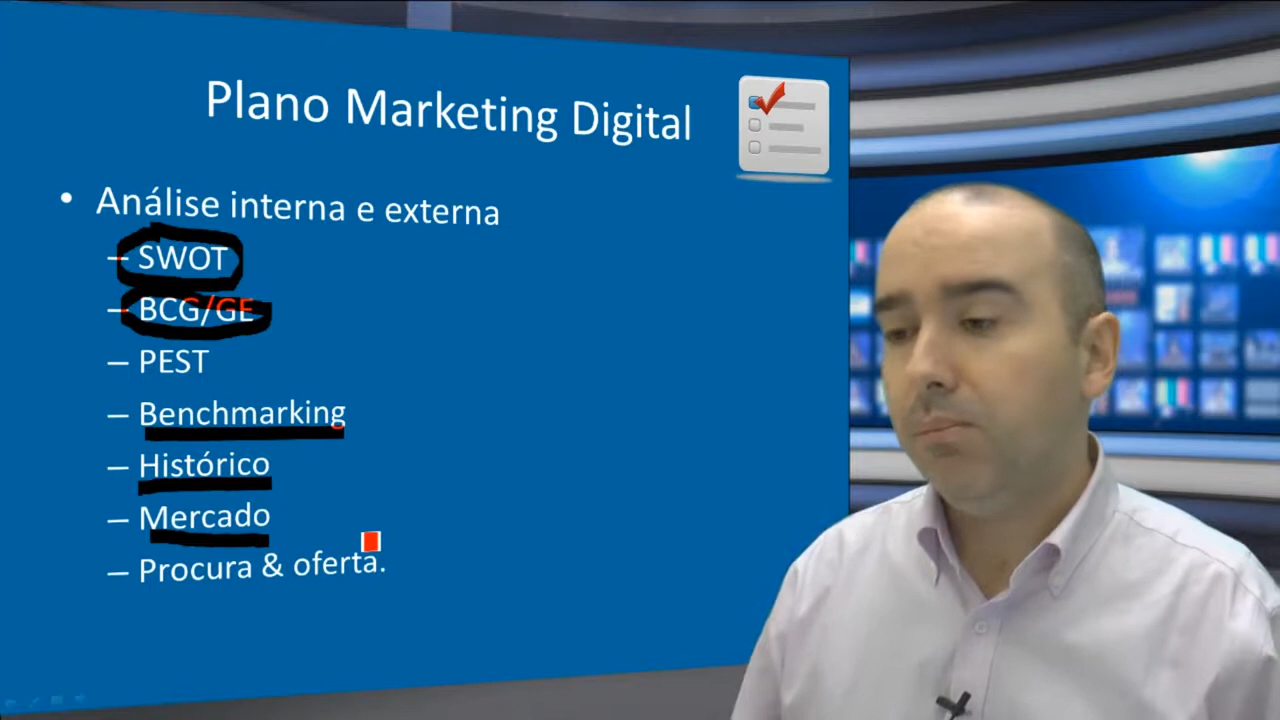 Plano Marketing Digital
• Análise interna e externa
– SWOT
– BCG/GE
– PEST
– Benchmarking
– Histórico
– Mercado
– Procura & oferta.